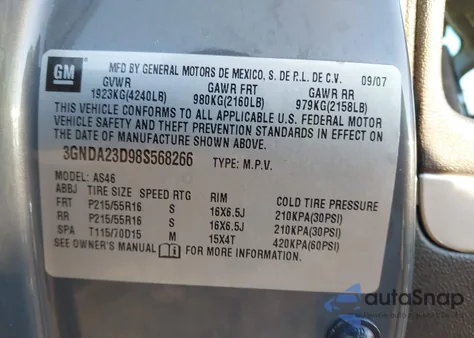 GM
MFD BY GENERAL MOTORS DE MEXICO, S. DE R.L. DE C.V. 09/07
GVWR GAWR FRT GAWR RR
1923KG(4240LB) 980KG(2160LB) 979KG(2158LB)
THIS VEHICLE CONFORMS TO ALL APPLICABLE U.S. FEDERAL MOTOR
VEHICLE SAFETY AND THEFT PREVENTION STANDARDS IN EFFECT ON
THE DATE OF MANUFACTURE SHOWN ABOVE.
3GNDA23D98S568266 TYPE: M.P.V.
MODEL: AS46
ABBJ TIRE SIZE SPEED RTG RIM COLD TIRE PRESSURE
FRT P215/55R16 S 16X6.5J 210KPA(30PSI)
RR P215/55R16 S 16X6.5J 210KPA(30PSI)
SPA T115/70D15 M 15X4T 420KPA(60PSI)
SEE OWNER'S MANUAL FOR MORE INFORMATION.
autoSnap